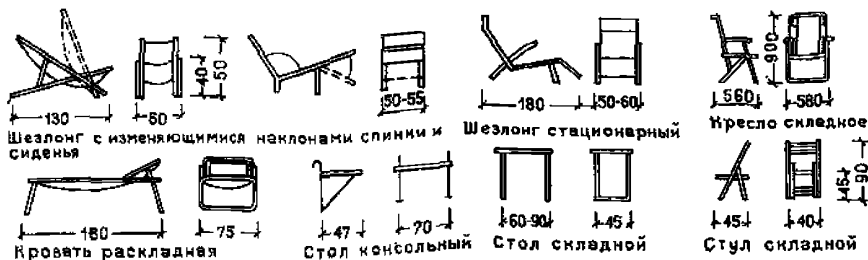 130
60
40
50
50-55
180
50-60
900
560
580
Шезлонг с изменяющимися наклонами спинки и
сиденья
Шезлонг стационарный
Кресло складное
180
75
47
70
60-90
45
45
40
45
90
Кровать раскладная
Стол консольный
Стол складной
Стул складной